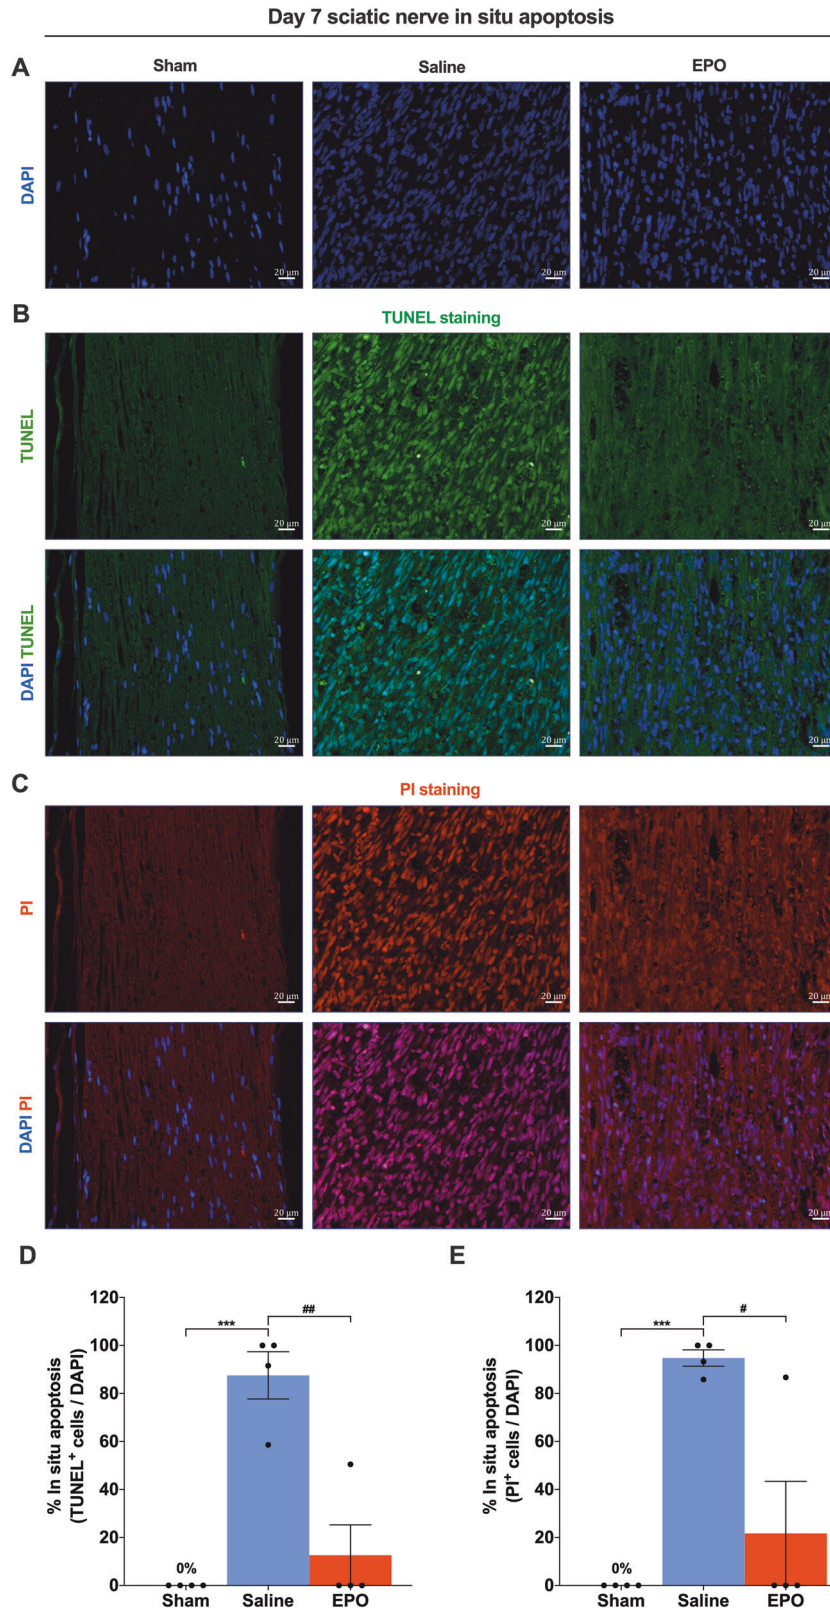 Day 7 sciatic nerve in situ apoptosis
A
Sham
Saline
EPO
DAPI
20 µm
20 µm
20 µm
B
TUNEL staining
TUNEL
20 µm
20 µm
20 µm
DAPI TUNEL
20 µm
20 µm
20 µm
C
PI staining
PI
20 µm
20 µm
20 µm
DAPI PI
20 µm
20 µm
20 µm
D
% In situ apoptosis
(TUNEL+ cells / DAPI)
120
100
80
60
40
20
0
***
##
0%
Sham
Saline
EPO
E
% In situ apoptosis
(PI+ cells / DAPI)
120
100
80
60
40
20
0
***
#
0%
Sham
Saline
EPO